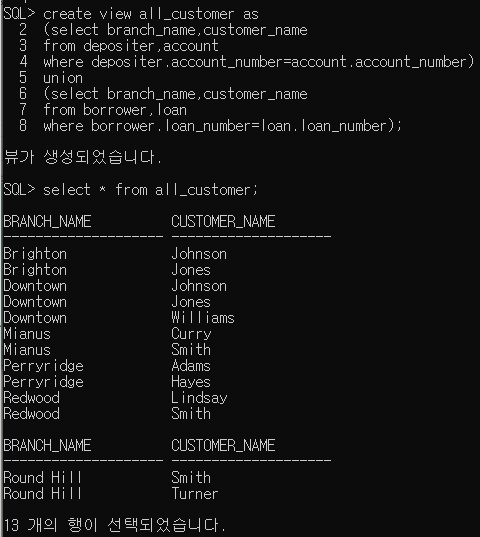 SQL> create view all_customer as
  2  (select branch_name,customer_name
  3  from depositer,account
  4  where depositer.account_number=account.account_number)
  5  union
  6  (select branch_name,customer_name
  7  from borrower,loan
  8  where borrower.loan_number=loan.loan_number);
뷰가 생성되었습니다.
SQL> select * from all_customer;
BRANCH_NAME          CUSTOMER_NAME
-------------------- --------------------
Brighton             Johnson
Brighton             Jones
Downtown             Johnson
Downtown             Jones
Downtown             Williams
Mianus               Curry
Mianus               Smith
Perryridge           Adams
Perryridge           Hayes
Redwood              Lindsay
Redwood              Smith
BRANCH_NAME          CUSTOMER_NAME
-------------------- --------------------
Round Hill           Smith
Round Hill           Turner
13 개의 행이 선택되었습니다.